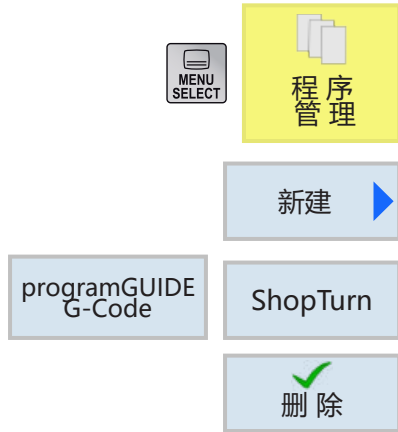 MENU
SELECT
程序
管理
新建
programGUIDE
G-Code
ShopTurn
删除